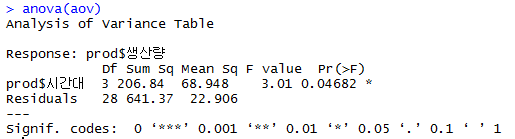 > anova(aov)
Analysis of Variance Table
Response: prod$생산량
Df Sum Sq Mean Sq F value Pr(>F)
prod$시간대 3 206.84 68.948 3.01 0.04682 *
Residuals 28 641.37 22.906
---
Signif. codes: 0 ‘***’ 0.001 ‘**’ 0.01 ‘*’ 0.05 ‘.’ 0.1 ‘ ’ 1